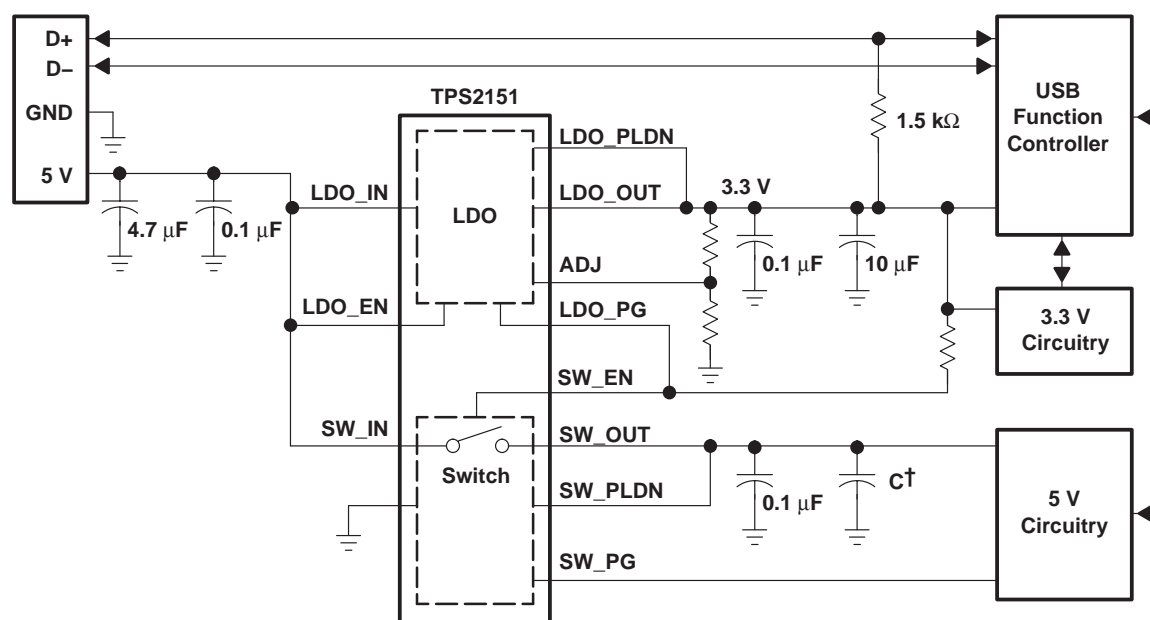 D+
D–
GND
5 V
4.7 μF
0.1 μF
TPS2151
LDO_IN
LDO_EN
SW_IN
LDO
Switch
LDO_PLDN
LDO_OUT
ADJ
LDO_PG
SW_EN
SW_OUT
SW_PLDN
SW_PG
3.3 V
0.1 μF
10 μF
1.5 kΩ
0.1 μF
C†
USB
Function
Controller
3.3 V
Circuitry
5 V
Circuitry